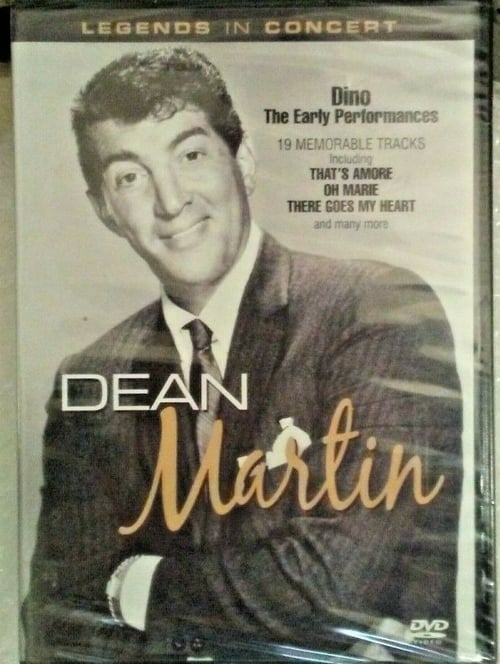 LEGENDS IN CONCERT
Dino
The Early Performances
19 MEMORABLE TRACKS
Including
THAT'S AMORE
OH MARIE
THERE GOES MY HEART
and many more
DEAN
Martin
DVD
VIDEO